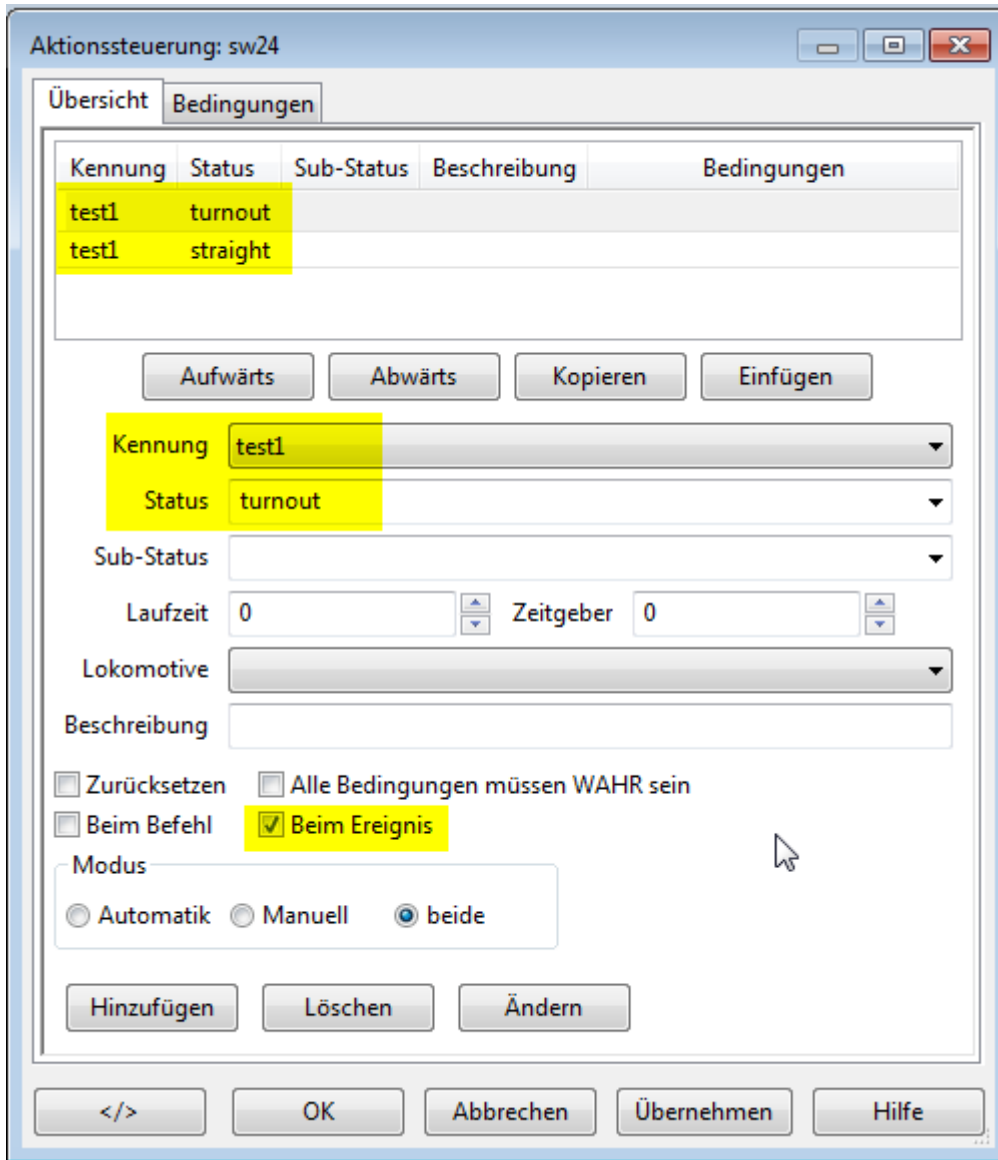 Aktionssteuerung: sw24
Übersicht Bedingungen
Kennung Status Sub-Status Beschreibung Bedingungen
test1 turnout
test1 straight
Aufwärts Abwärts Kopieren Einfügen
Kennung test1
Status turnout
Sub-Status
Laufzeit 0 Zeitgeber 0
Lokomotive
Beschreibung
Zurücksetzen Alle Bedingungen müssen WAHR sein
Beim Befehl Beim Ereignis
Modus
Automatik Manuell beide
Hinzufügen Löschen Ändern
</> OK Abbrechen Übernehmen Hilfe